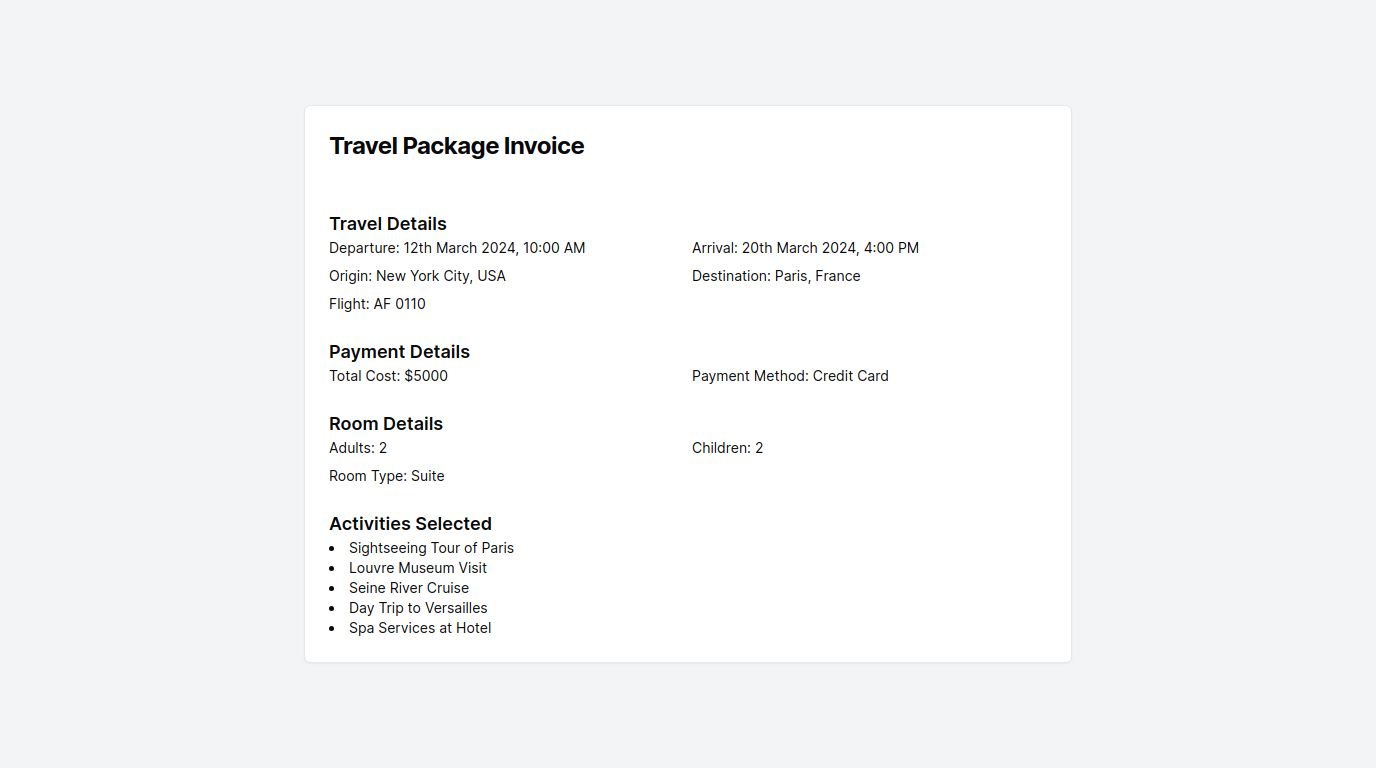 Travel Package Invoice
Travel Details
Departure: 12th March 2024, 10:00 AM
Arrival: 20th March 2024, 4:00 PM
Origin: New York City, USA
Destination: Paris, France
Flight: AF 0110
Payment Details
Total Cost: $5000
Payment Method: Credit Card
Room Details
Adults: 2
Children: 2
Room Type: Suite
Activities Selected
• Sightseeing Tour of Paris
• Louvre Museum Visit
• Seine River Cruise
• Day Trip to Versailles
• Spa Services at Hotel